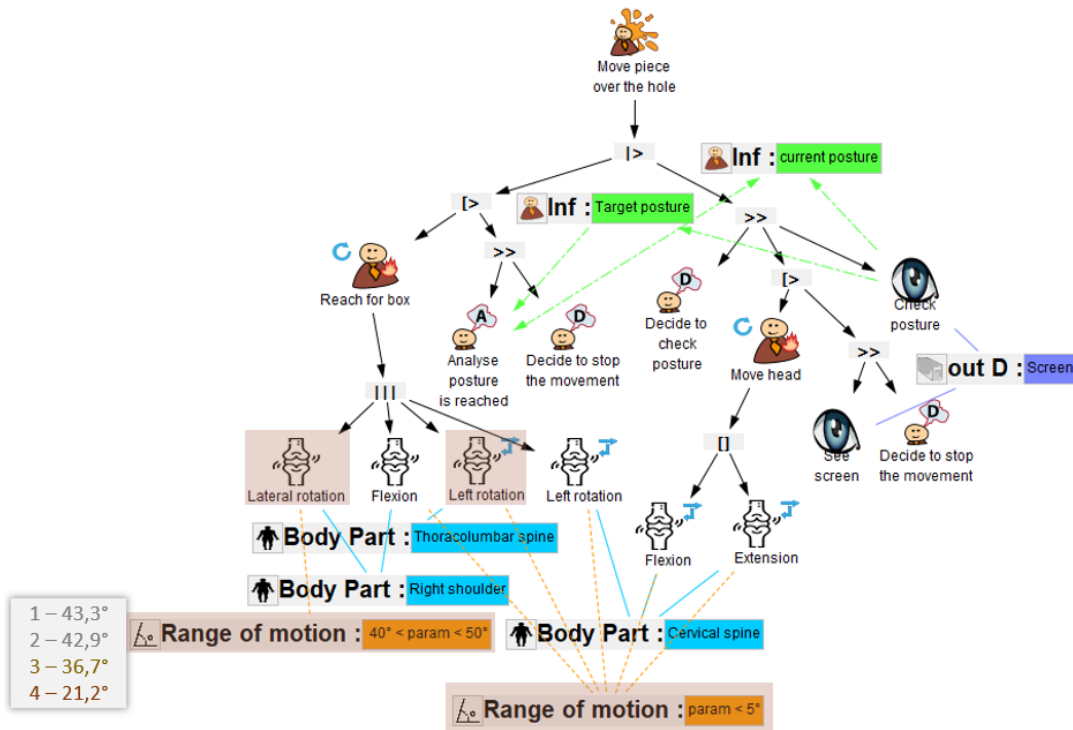 Move piece
over the hole
|>
Inf : current posture
[>
Inf : Target posture
>>
>>
[>
Reach for box
A
D
D
Check
posture
Analyse
posture
is reached
Decide to stop
the movement
Decide to
check
posture
Move head
>>
out D : Screen
|||
D
See
screen
Decide to stop
the movement
[]
Lateral rotation
Flexion
Left rotation
Left rotation
Body Part : Thoracolumbar spine
Flexion
Extension
Body Part : Right shoulder
1 – 43,3°
2 – 42,9°
3 – 36,7°
4 – 21,2°
Range of motion : 40° < param < 50°
Body Part : Cervical spine
Range of motion : param < 5°